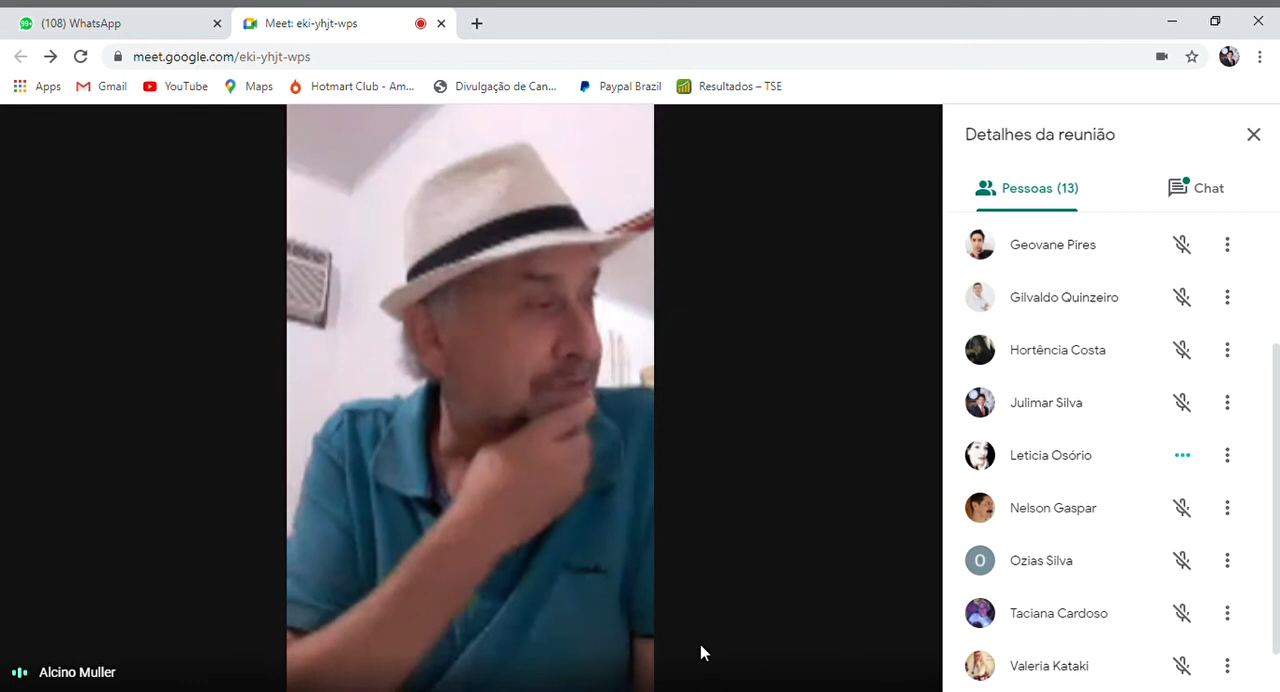 99+ (108) WhatsApp
Meet: eki-yhjt-wps
meet.google.com/eki-yhjt-wps
Apps Gmail YouTube Maps Hotmart Club - Am... Divulgação de Can... Paypal Brazil Resultados – TSE
Detalhes da reunião
Pessoas (13) Chat
Geovane Pires
Gilvaldo Quinzeiro
Hortência Costa
Julimar Silva
Leticia Osório
Nelson Gaspar
O Ozias Silva
Taciana Cardoso
Valeria Kataki
Alcino Muller